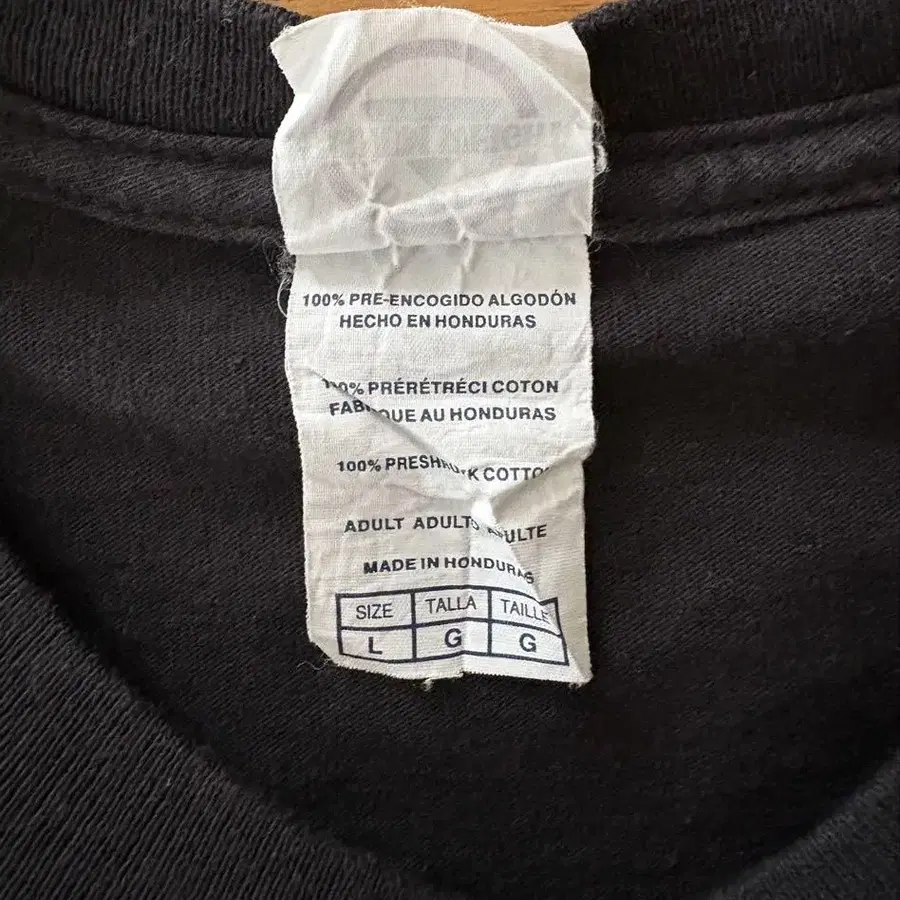 100% PRE-ENCOGIDO ALGODÓN
HECHO EN HONDURAS
100% PRÉRÉTRÉCI COTON
AU HONDURAS
100% COTTON
ADULT ADULTO ADULTE
MADE IN HONDURAS
SIZE TALLA TAILLE
L G G